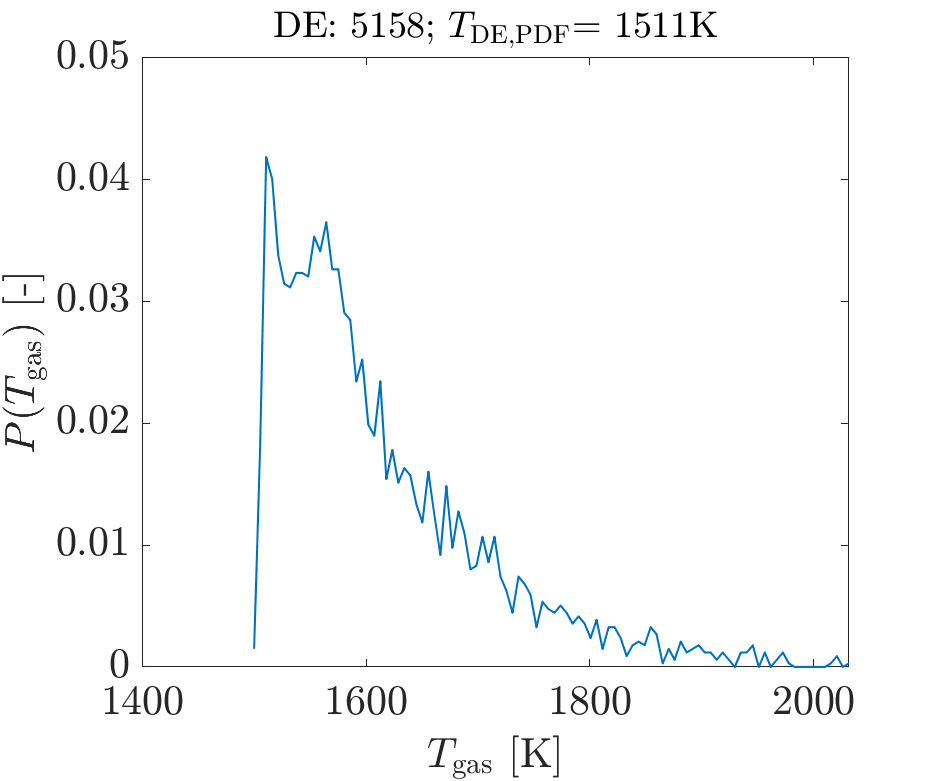 DE: 5158; T_DE,PDF= 1511K
0.05
0.04
0.03
0.02
0.01
0
P(T_gas) [-]
1400 1600 1800 2000
T_gas [K]